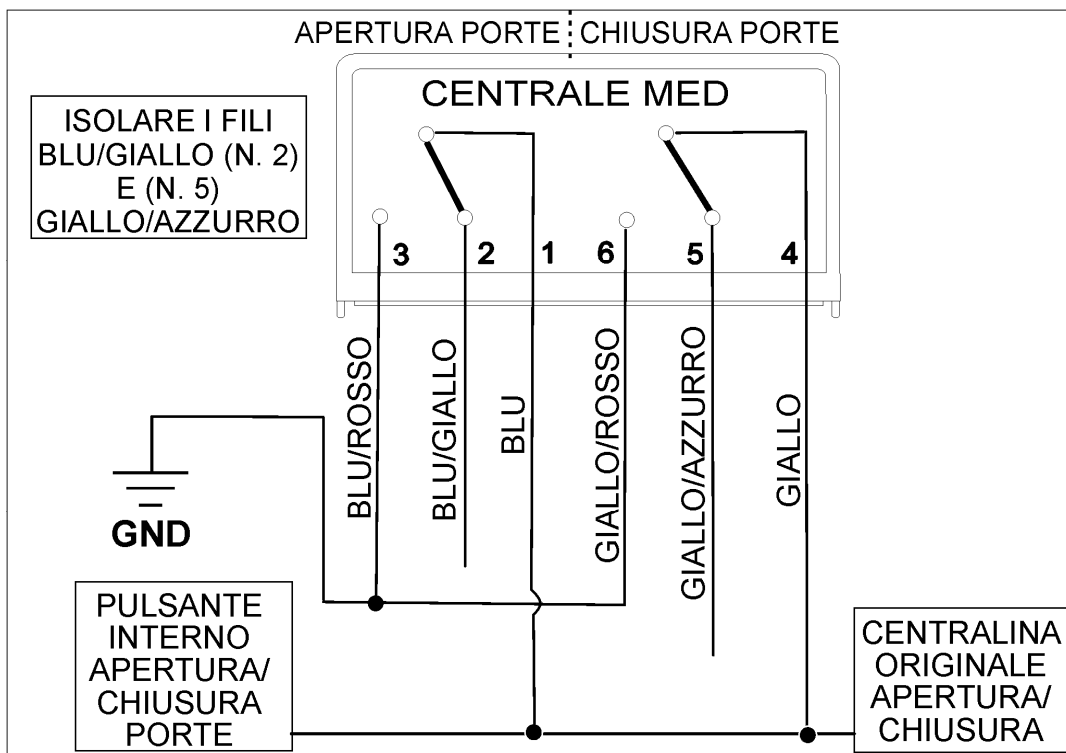 APERTURA PORTE CHIUSURA PORTE
CENTRALE MED
ISOLARE I FILI
BLU/GIALLO (N. 2)
E (N. 5)
GIALLO/AZZURRO
3 2 1 6 5 4
BLU/ROSSO
BLU/GIALLO
BLU
GIALLO/ROSSO
GIALLO/AZZURRO
GIALLO
GND
PULSANTE
INTERNO
APERTURA/
CHIUSURA
PORTE
CENTRALINA
ORIGINALE
APERTURA/
CHIUSURA